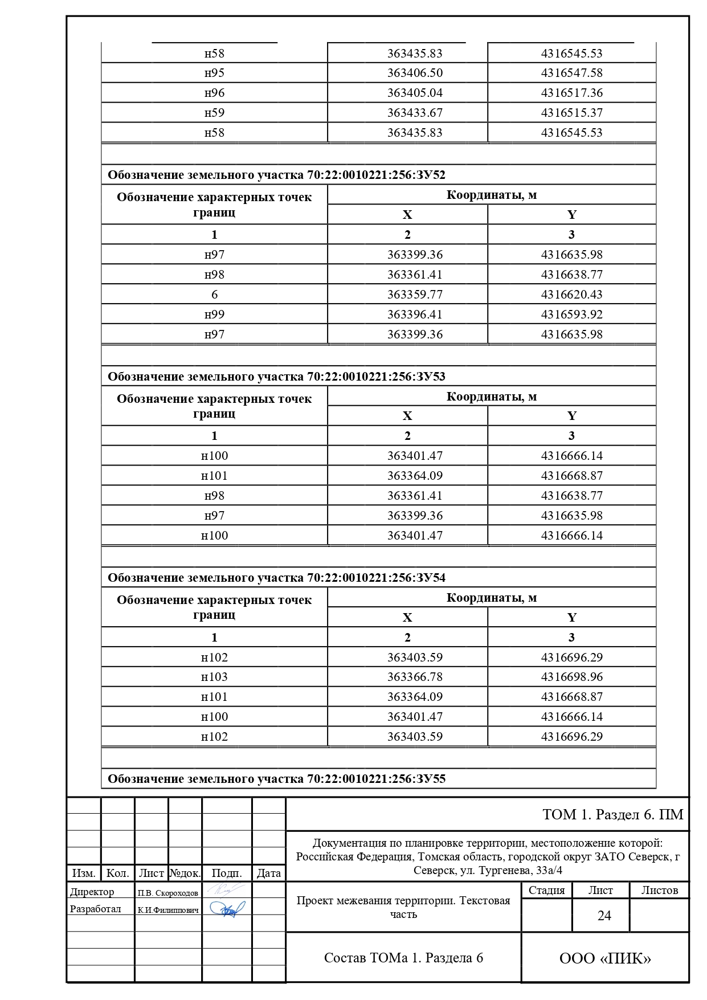 н58 363435.83 4316545.53
н95 363406.50 4316547.58
н96 363405.04 4316517.36
н59 363433.67 4316515.37
н58 363435.83 4316545.53
Обозначение земельного участка 70:22:0010221:256:ЗУ52
Обозначение характерных точек
границ
Координаты, м
X Y
1 2 3
н97 363399.36 4316635.98
н98 363361.41 4316638.77
6 363359.77 4316620.43
н99 363396.41 4316593.92
н97 363399.36 4316635.98
Обозначение земельного участка 70:22:0010221:256:ЗУ53
Обозначение характерных точек
границ
Координаты, м
X Y
1 2 3
н100 363401.47 4316666.14
н101 363364.09 4316668.87
н98 363361.41 4316638.77
н97 363399.36 4316635.98
н100 363401.47 4316666.14
Обозначение земельного участка 70:22:0010221:256:ЗУ54
Обозначение характерных точек
границ
Координаты, м
X Y
1 2 3
н102 363403.59 4316696.29
н103 363366.78 4316698.96
н101 363364.09 4316668.87
н100 363401.47 4316666.14
н102 363403.59 4316696.29
Обозначение земельного участка 70:22:0010221:256:ЗУ55
ТОМ 1. Раздел 6. ПМ
Документация по планировке территории, местоположение которой:
Российская Федерация, Томская область, городской округ ЗАТО Северск, г
Северск, ул. Тургенева, 33а/4
Изм. Кол. Лист №док. Подп. Дата
Директор П.В. Скороходов
Разработал К.И.Филиппович
Проект межевания территории. Текстовая
часть
Стадия Лист Листов
24
Состав ТОМа 1. Раздела 6
ООО «ПИК»